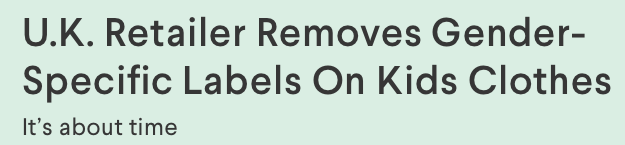 U.K. Retailer Removes Gender-
Specific Labels On Kids Clothes
It's about time